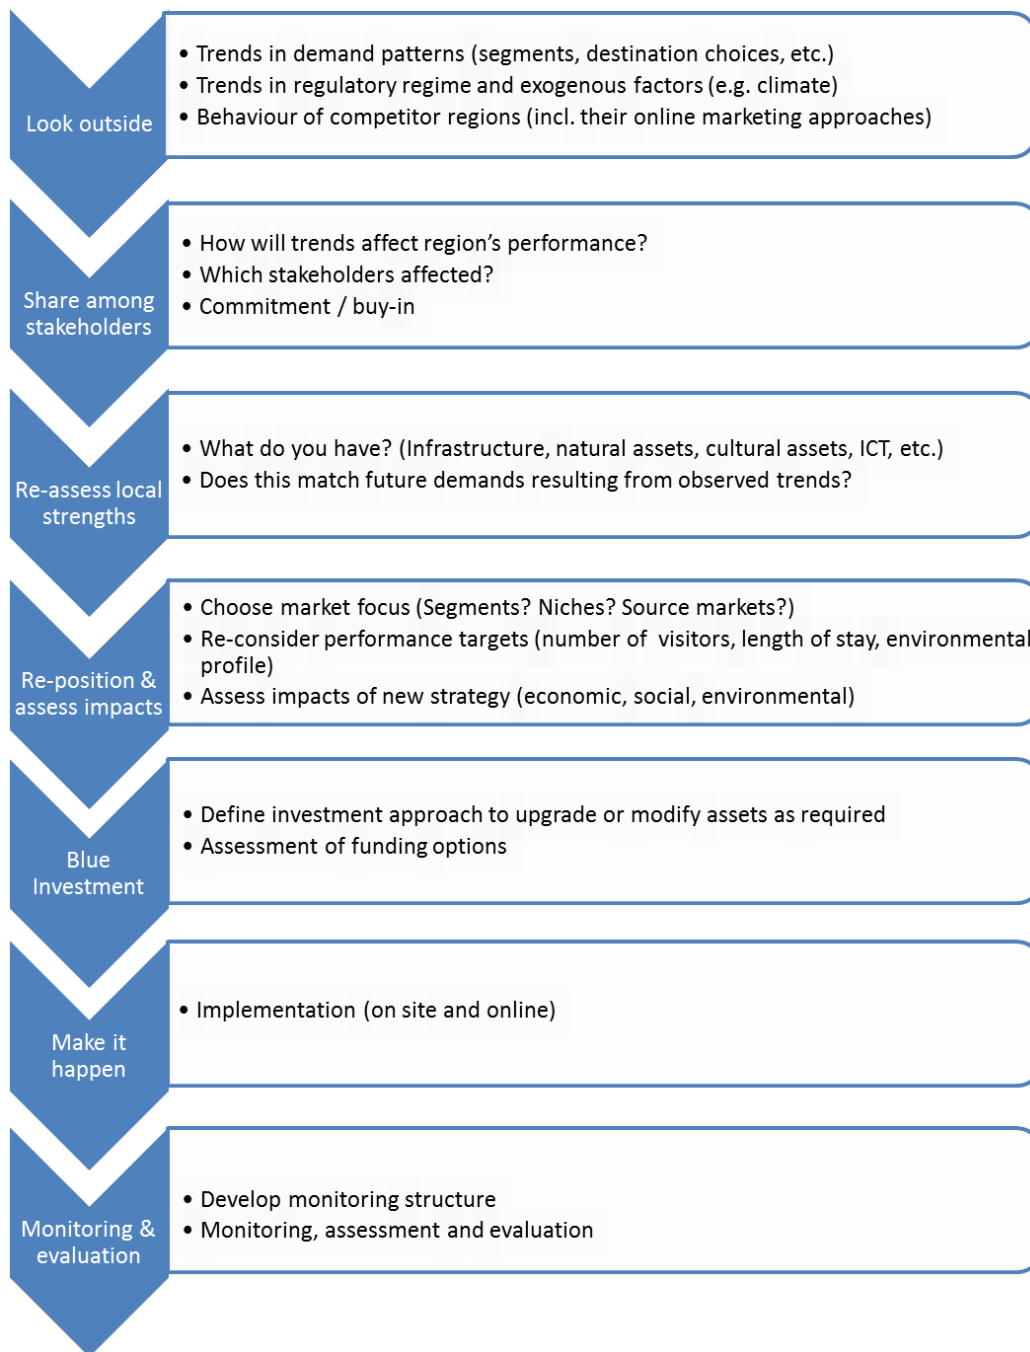 Look outside
• Trends in demand patterns (segments, destination choices, etc.)
• Trends in regulatory regime and exogenous factors (e.g. climate)
• Behaviour of competitor regions (incl. their online marketing approaches)
Share among
stakeholders
• How will trends affect region's performance?
• Which stakeholders affected?
• Commitment / buy-in
Re-assess local
strengths
• What do you have? (Infrastructure, natural assets, cultural assets, ICT, etc.)
• Does this match future demands resulting from observed trends?
Re-position &
assess impacts
• Choose market focus (Segments? Niches? Source markets?)
• Re-consider performance targets (number of visitors, length of stay, environmental
profile)
• Assess impacts of new strategy (economic, social, environmental)
Blue
Investment
• Define investment approach to upgrade or modify assets as required
• Assessment of funding options
Make it
happen
• Implementation (on site and online)
Monitoring &
evaluation
• Develop monitoring structure
• Monitoring, assessment and evaluation